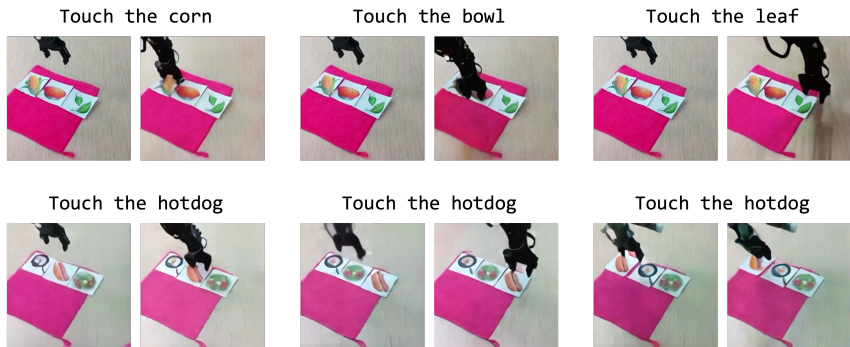 Touch the corn
Touch the bowl
Touch the leaf
Touch the hotdog
Touch the hotdog
Touch the hotdog